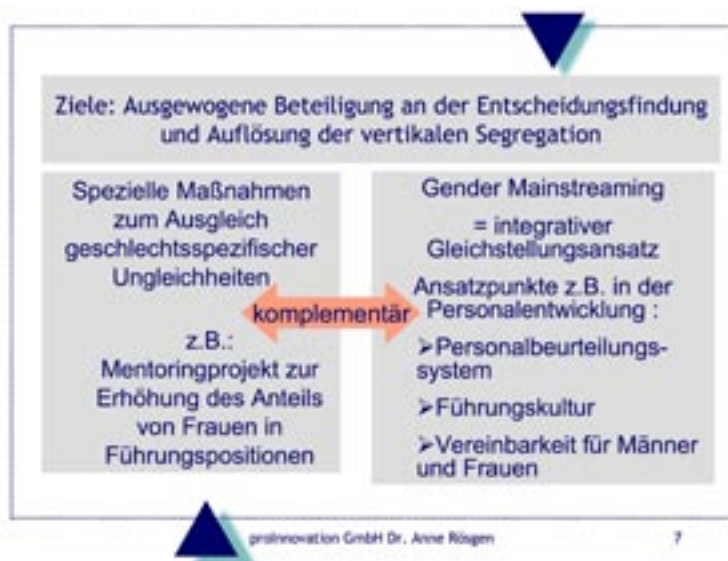 Ziele: Ausgewogene Beteiligung an der Entscheidungsfindung
und Auflösung der vertikalen Segregation
Spezielle Maßnahmen
zum Ausgleich
geschlechtsspezifischer
Ungleichheiten
z.B.:
Mentoringprojekt zur
Erhöhung des Anteils
von Frauen in
Führungspositionen
komplementär
Gender Mainstreaming
= integrativer
Gleichstellungsansatz
Ansatzpunkte z.B. in der
Personalentwicklung :
➢Personalbeurteilungs-
system
➢Führungskultur
➢Vereinbarkeit für Männer
und Frauen
proInnovation GmbH Dr. Anne Rösgen
7